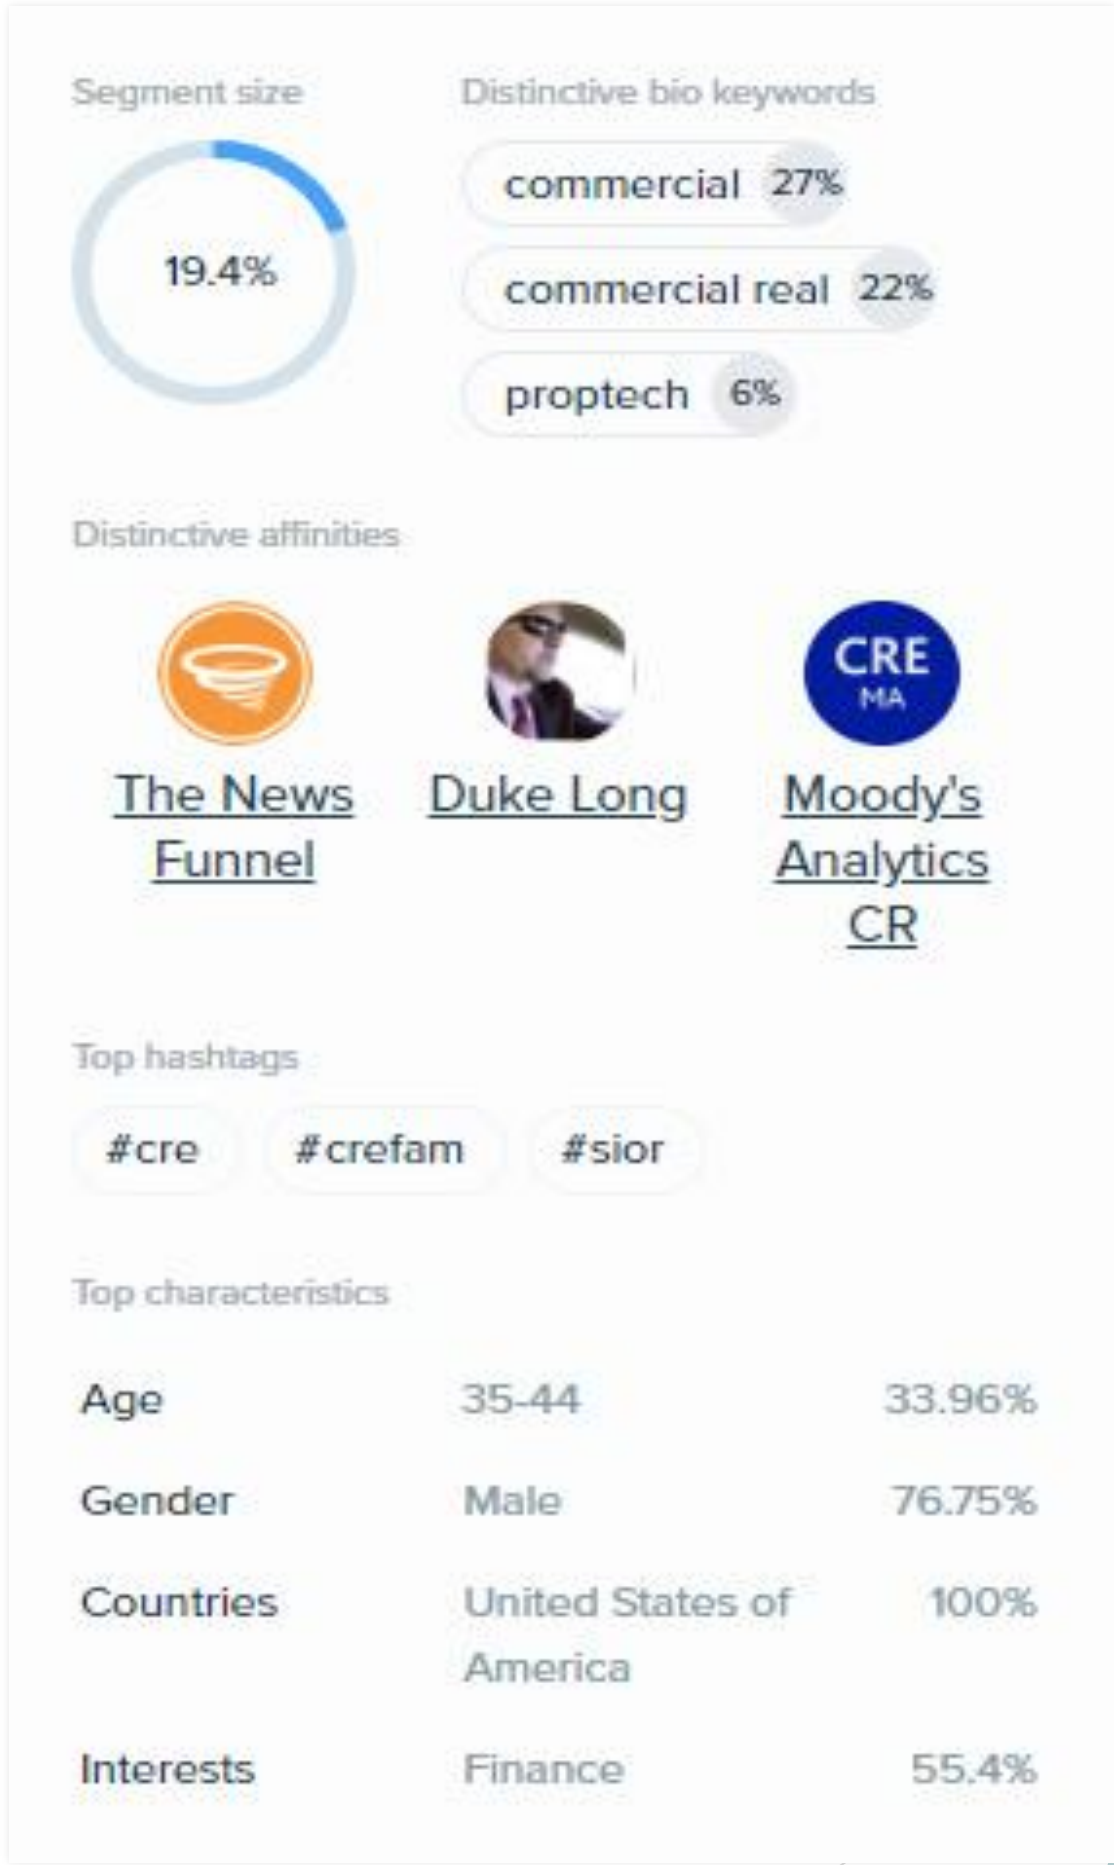 Segment size
19.4%
Distinctive bio keywords
commercial 27%
commercial real 22%
proptech 6%
Distinctive affinities
The News
Funnel
Duke Long
CRE
MA
Moody's
Analytics
CR
Top hashtags
#cre #crefam #sior
Top characteristics
Age 35-44 33.96%
Gender Male 76.75%
Countries United States of 100%
America
Interests Finance 55.4%